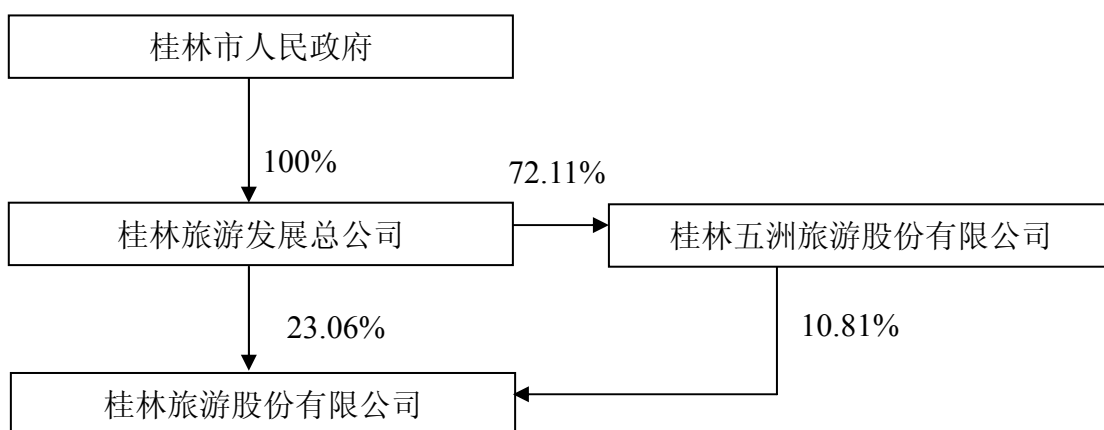 桂林市人民政府
100%
72.11%
桂林旅游发展总公司
桂林五洲旅游股份有限公司
23.06%
10.81%
桂林旅游股份有限公司